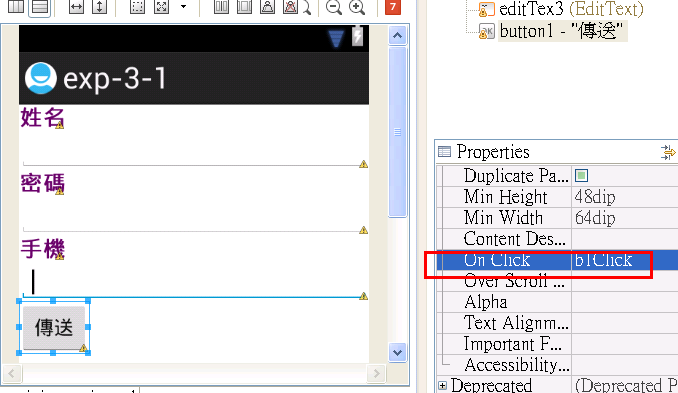 7
exp-3-1
姓名
密碼
手機
傳送
editTex3 (EditText)
button1 - "傳送"
Properties
Duplicate Pa...
Min Height 48dip
Min Width 64dip
Content Des...
On Click b1Click
Over Scroll ...
Alpha
Text Alignm...
Important F...
Accessibility...
Deprecated (Deprecated P